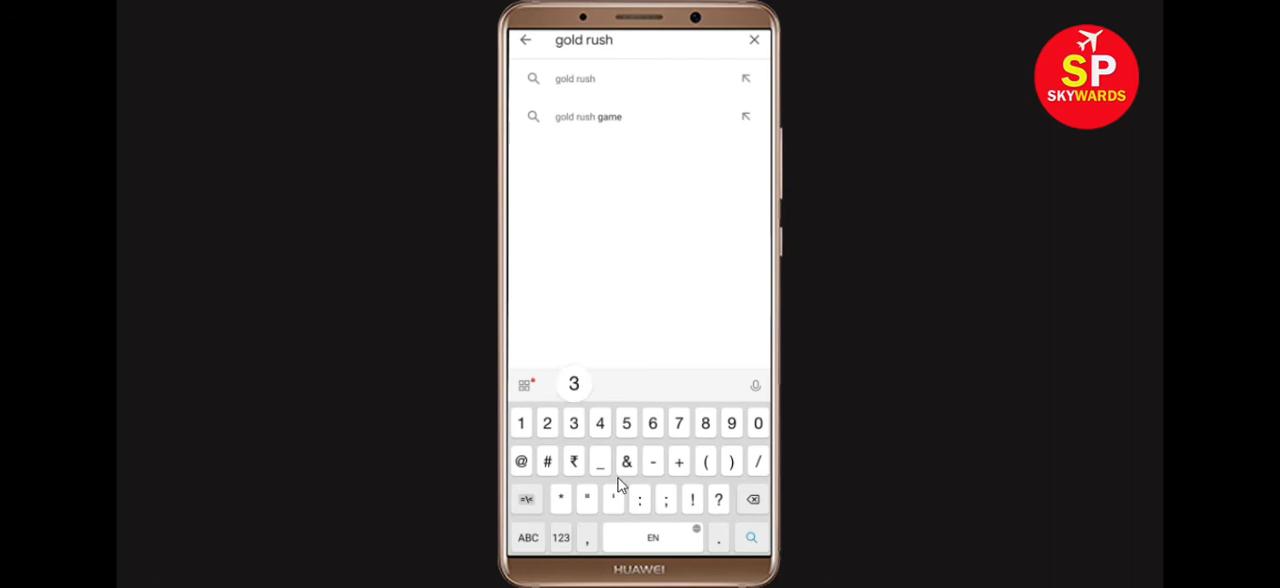 gold rush
gold rush
gold rush game
SP
SKYWARDS
3
1 2 3 4 5 6 7 8 9 0
@ # ₹ _ & - + ( ) /
=\< * " ' : ; ! ?
ABC 123 , EN .
HUAWEI